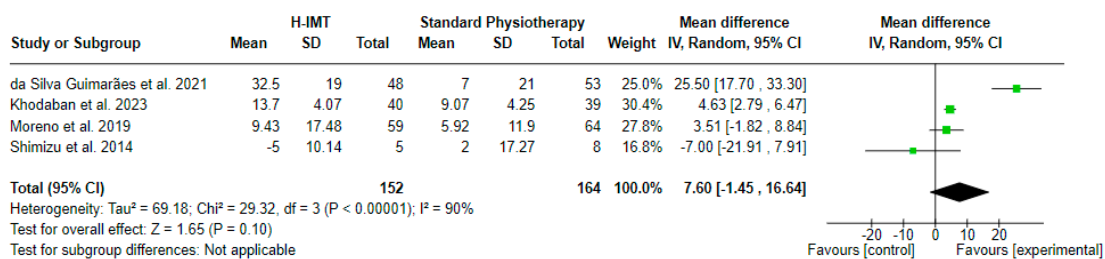 H-IMT Standard Physiotherapy Mean difference Mean difference
Study or Subgroup Mean SD Total Mean SD Total Weight IV, Random, 95% CI IV, Random, 95% CI
da Silva Guimarães et al. 2021 32.5 19 48 7 21 53 25.0% 25.50 [17.70 , 33.30]
Khodaban et al. 2023 13.7 4.07 40 9.07 4.25 39 30.4% 4.63 [2.79 , 6.47]
Moreno et al. 2019 9.43 17.48 59 5.92 11.9 64 27.8% 3.51 [-1.82 , 8.84]
Shimizu et al. 2014 -5 10.14 5 2 17.27 8 16.8% -7.00 [-21.91 , 7.91]
Total (95% CI) 152 164 100.0% 7.60 [-1.45 , 16.64]
Heterogeneity: Tau² = 69.18; Chi² = 29.32, df = 3 (P < 0.00001); I² = 90%
Test for overall effect: Z = 1.65 (P = 0.10)
-20 -10 0 10 20
Test for subgroup differences: Not applicable
Favours [control] Favours [experimental]